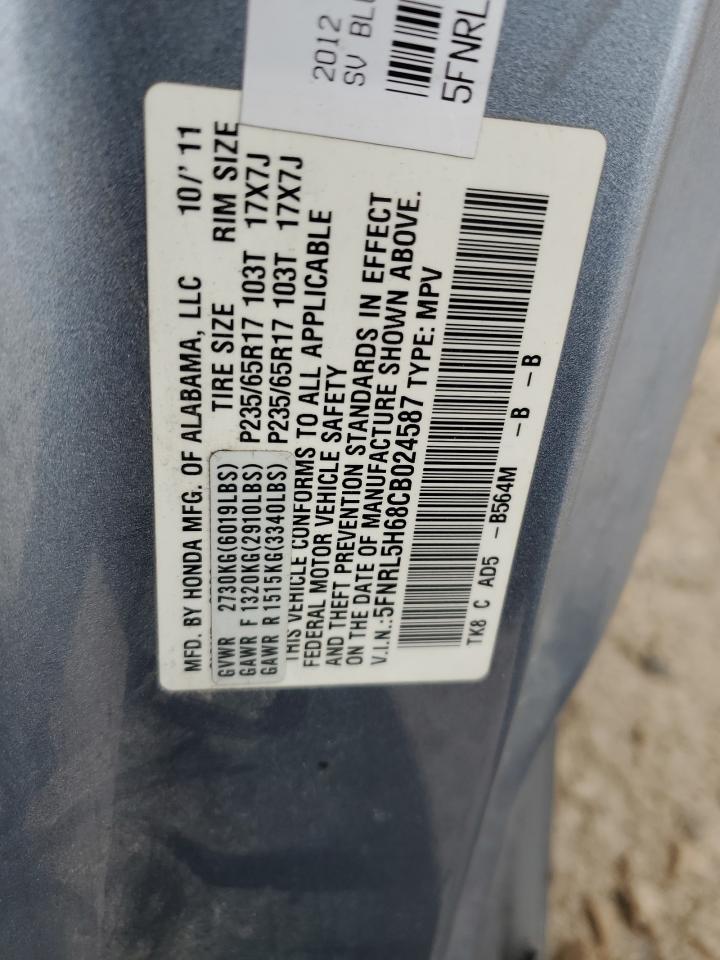 2012
SV BLU
5FNRL
MFD. BY HONDA MFG. OF ALABAMA, LLC 10/' 11
TIRE SIZE RIM SIZE
GVWR 2730KG(6019LBS)
GAWR F 1320KG(2910LBS) P235/65R17 103T 17X7J
GAWR R 1515KG(3340LBS) P235/65R17 103T 17X7J
THIS VEHICLE CONFORMS TO ALL APPLICABLE
FEDERAL MOTOR VEHICLE SAFETY
AND THEFT PREVENTION STANDARDS IN EFFECT
ON THE DATE OF MANUFACTURE SHOWN ABOVE.
V.I.N.:5FNRL5H68CB024587 TYPE: MPV
TK8 C AD5 -B564M -B -B